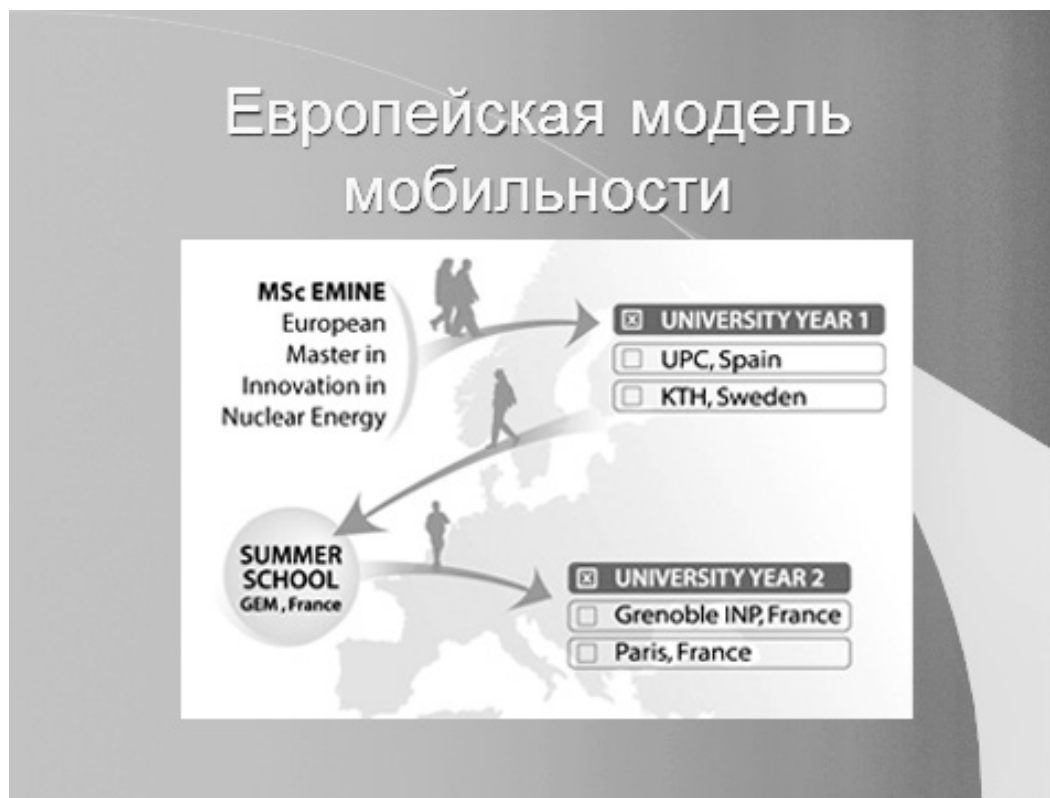 Европейская модель
мобильности
MSc EMINE
European
Master in
Innovation in
Nuclear Energy
UNIVERSITY YEAR 1
UPC, Spain
KTH, Sweden
SUMMER
SCHOOL
GEM, France
UNIVERSITY YEAR 2
Grenoble INP, France
Paris, France